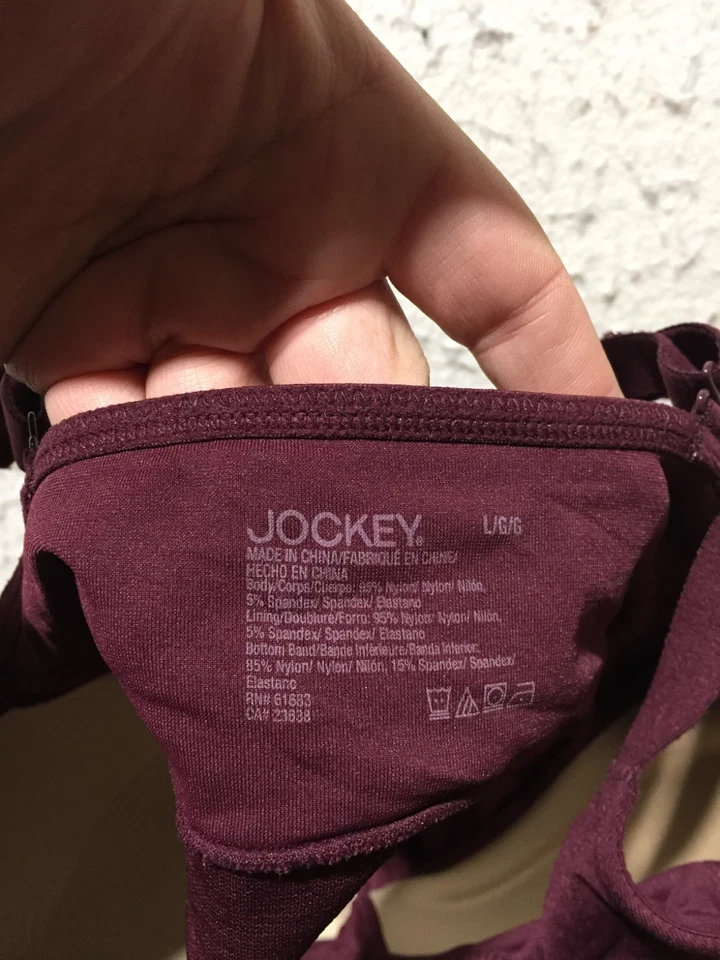 JOCKEY® L/G/G
MADE IN CHINA/FABRIQUÉ EN CHINE/
HECHO EN CHINA
Body/Corps/Cuerpo: 95% Nylon/ Nylon/ Nilón,
5% Spandex/ Spandex/ Elastano
Lining/Doublure/Forro: 95% Nylon/ Nylon/ Nilón,
5% Spandex/ Spandex/ Elastano
Bottom Band/Bande Inférieure/Banda Inferior:
85% Nylon/ Nylon/ Nilón, 15% Spandex/ Spandex/
Elastano
RN# 61683
CA# 23638